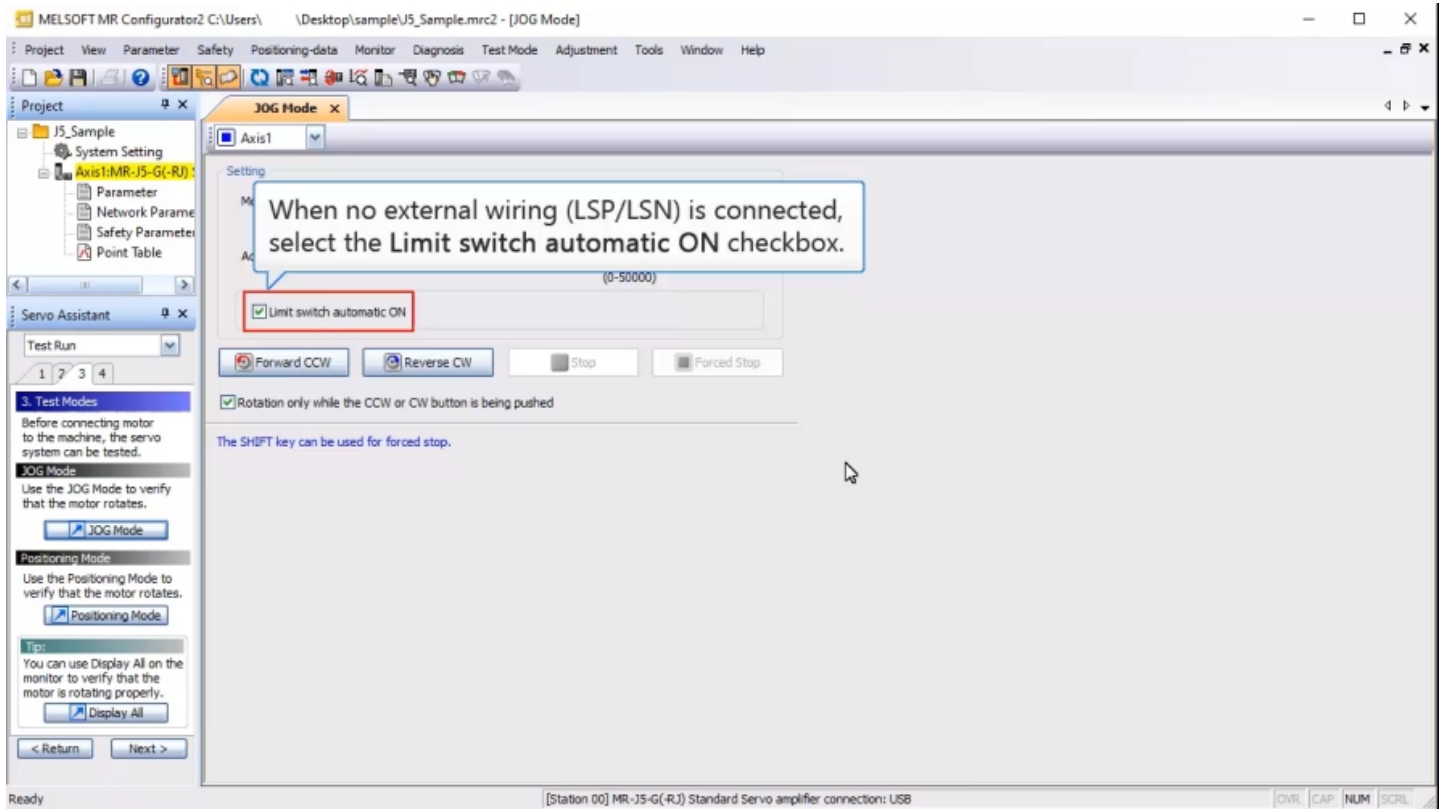 MELSOFT MR Configurator2 C:\Users\ \Desktop\sample\J5_Sample.mrc2 - [JOG Mode]
Project View Parameter Safety Positioning-data Monitor Diagnosis Test Mode Adjustment Tools Window Help
Project
JOG Mode
J5_Sample
System Setting
Axis1:MR-J5-G(-RJ)
Parameter
Network Parame
Safety Parameter
Point Table
Axis1
Setting
When no external wiring (LSP/LSN) is connected,
select the Limit switch automatic ON checkbox.
(0-50000)
Limit switch automatic ON
Forward CCW
Reverse CW
Stop
Forced Stop
Rotation only while the CCW or CW button is being pushed
The SHIFT key can be used for forced stop.
Servo Assistant
Test Run
1 2 3 4
3. Test Modes
Before connecting motor
to the machine, the servo
system can be tested.
JOG Mode
Use the JOG Mode to verify
that the motor rotates.
JOG Mode
Positioning Mode
Use the Positioning Mode to
verify that the motor rotates.
Positioning Mode
Tip:
You can use Display All on the
monitor to verify that the
motor is rotating properly.
Display All
< Return
Next >
Ready
[Station 00] MR-J5-G(-RJ) Standard Servo amplifier connection: USB
OVR CAP NUM SCRL